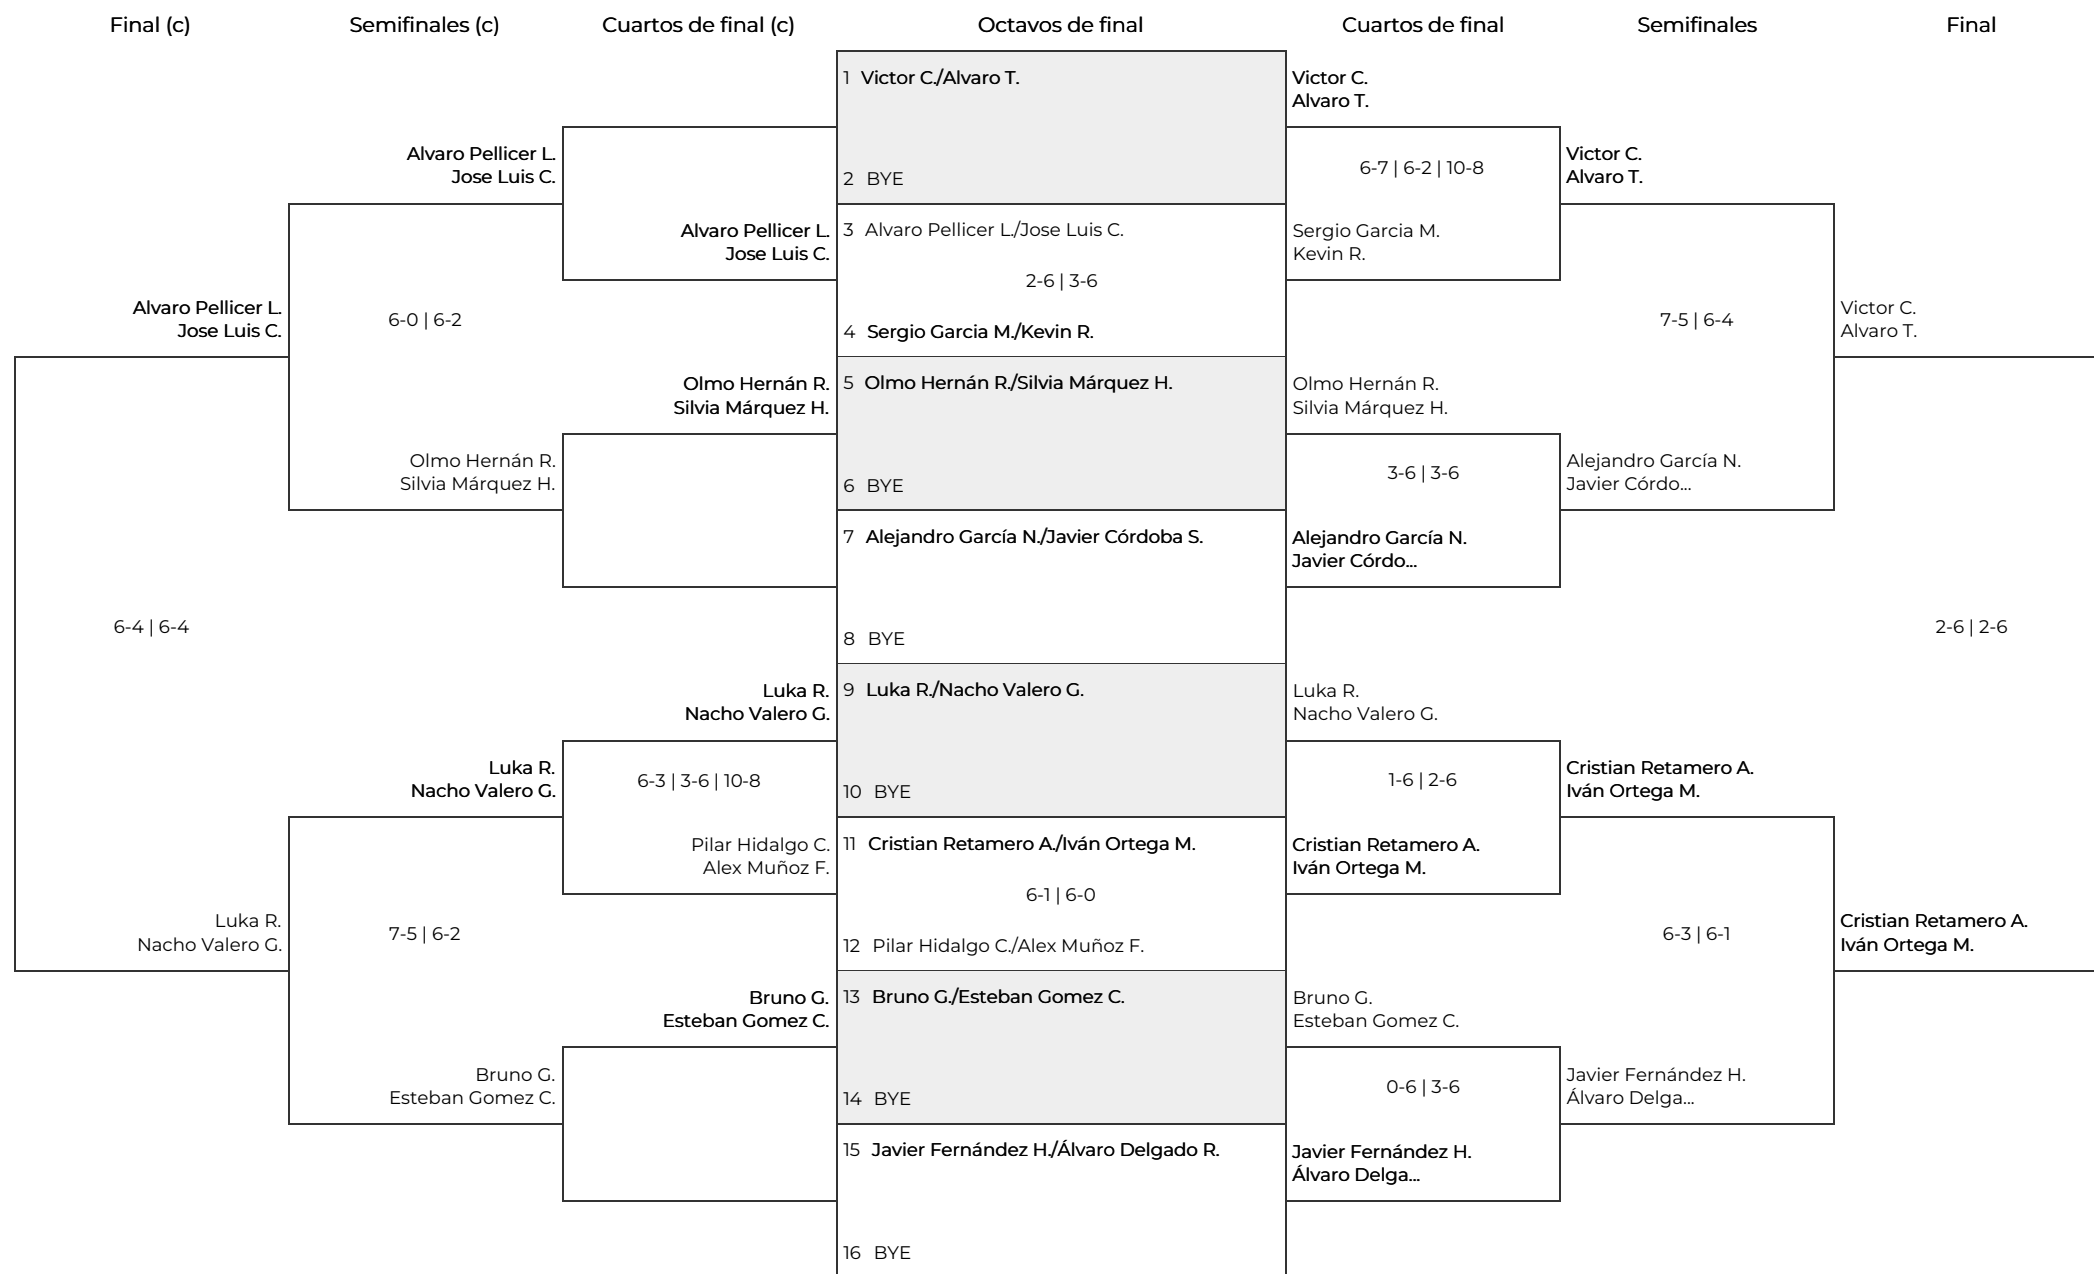 Final (c) Semifinales (c) Cuartos de final (c) Octavos de final Cuartos de final Semifinales Final
Alvaro Pellicer L.
Jose Luis C.
6-4 | 6-4
Luka R.
Nacho Valero G.
Alvaro Pellicer L.
Jose Luis C.
6-0 | 6-2
Olmo Hernán R.
Silvia Márquez H.
Luka R.
Nacho Valero G.
7-5 | 6-2
Bruno G.
Esteban Gomez C.
Alvaro Pellicer L.
Jose Luis C.
Olmo Hernán R.
Silvia Márquez H.
Luka R.
Nacho Valero G.
6-3 | 3-6 | 10-8
Pilar Hidalgo C.
Alex Muñoz F.
Bruno G.
Esteban Gomez C.
1 Victor C./Alvaro T.
2 BYE
3 Alvaro Pellicer L./Jose Luis C.
2-6 | 3-6
4 Sergio Garcia M./Kevin R.
5 Olmo Hernán R./Silvia Márquez H.
6 BYE
7 Alejandro García N./Javier Córdoba S.
8 BYE
9 Luka R./Nacho Valero G.
10 BYE
11 Cristian Retamero A./Iván Ortega M.
6-1 | 6-0
12 Pilar Hidalgo C./Alex Muñoz F.
13 Bruno G./Esteban Gomez C.
14 BYE
15 Javier Fernández H./Álvaro Delgado R.
16 BYE
Victor C.
Alvaro T.
6-7 | 6-2 | 10-8
Sergio Garcia M.
Kevin R.
Olmo Hernán R.
Silvia Márquez H.
3-6 | 3-6
Alejandro García N.
Javier Córdo...
Luka R.
Nacho Valero G.
1-6 | 2-6
Cristian Retamero A.
Iván Ortega M.
Bruno G.
Esteban Gomez C.
0-6 | 3-6
Javier Fernández H.
Álvaro Delga...
Victor C.
Alvaro T.
7-5 | 6-4
Alejandro García N.
Javier Córdo...
Cristian Retamero A.
Iván Ortega M.
6-3 | 6-1
Javier Fernández H.
Álvaro Delga...
Victor C.
Alvaro T.
2-6 | 2-6
Cristian Retamero A.
Iván Ortega M.